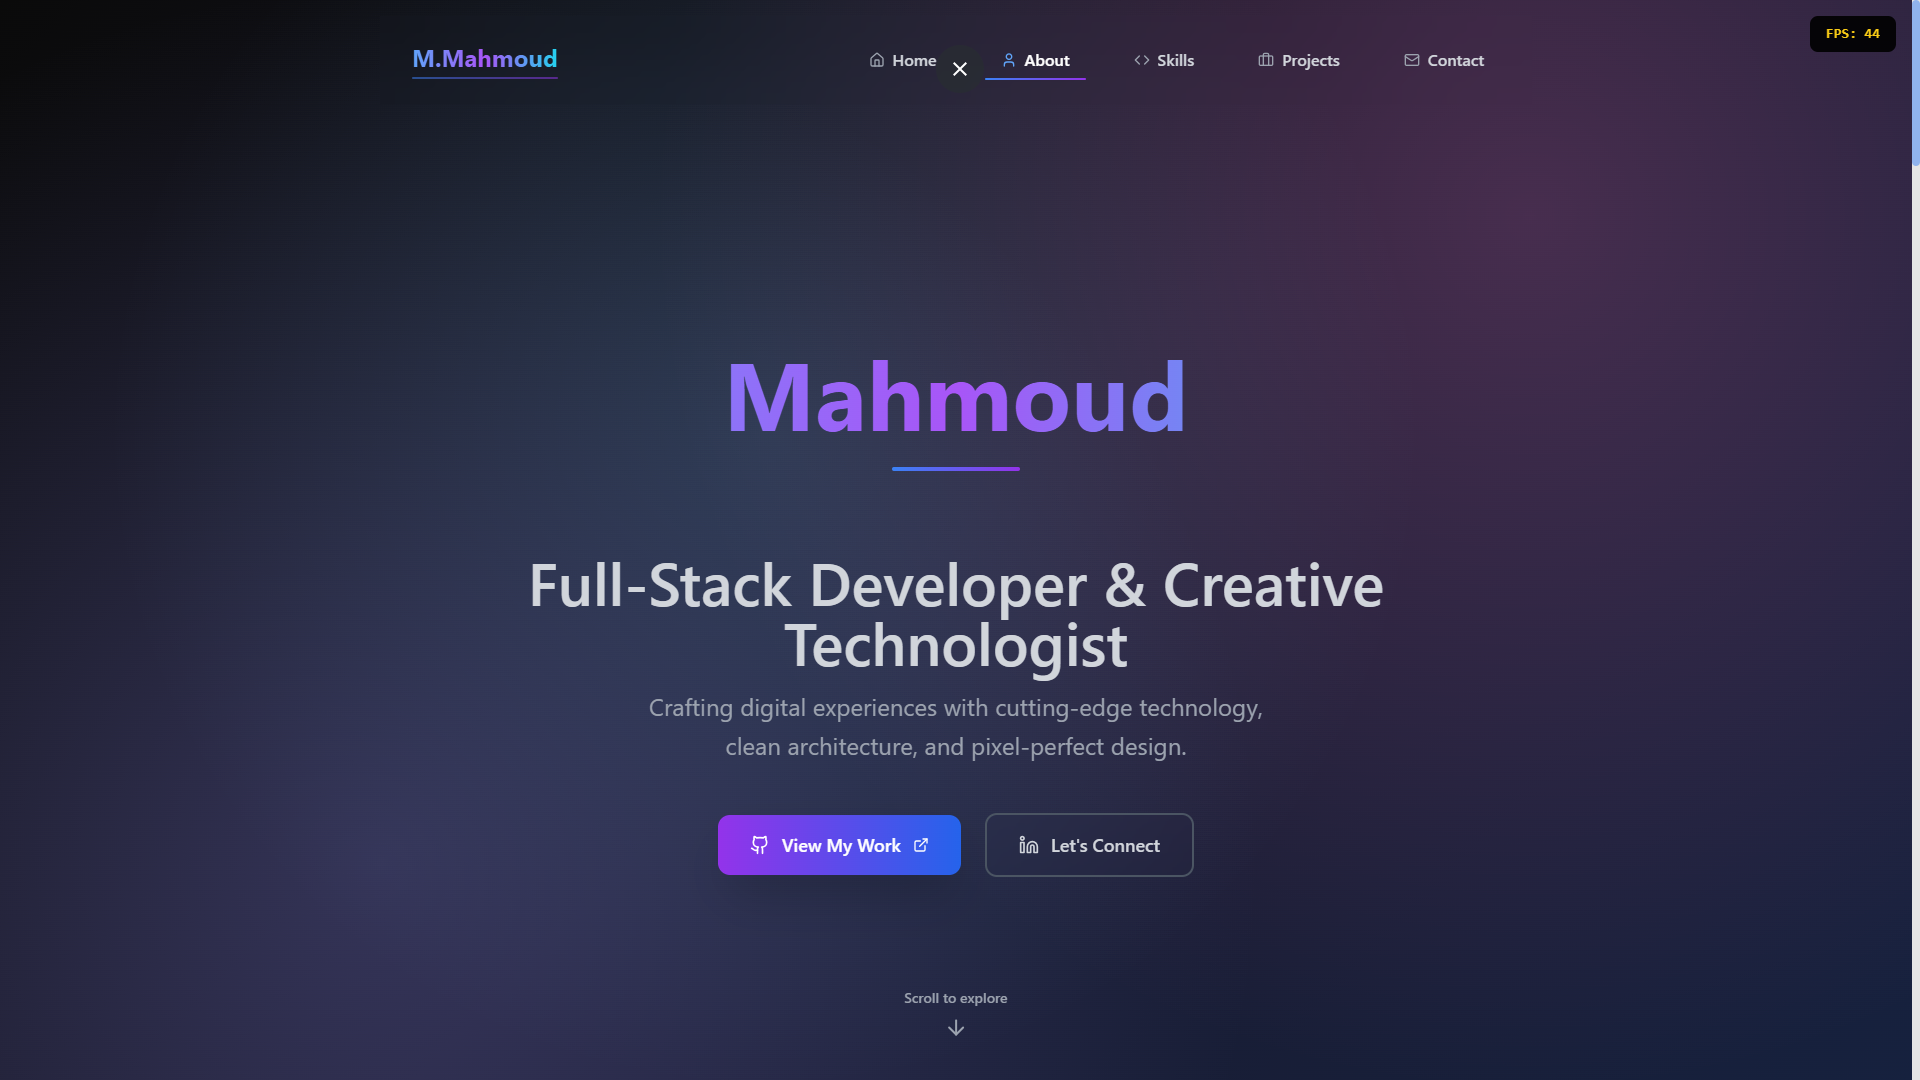 M.Mahmoud
Home
About
Skills
Projects
Contact
FPS: 44
Mahmoud
Full-Stack Developer & Creative
Technologist
Crafting digital experiences with cutting-edge technology,
clean architecture, and pixel-perfect design.
View My Work
Let's Connect
Scroll to explore